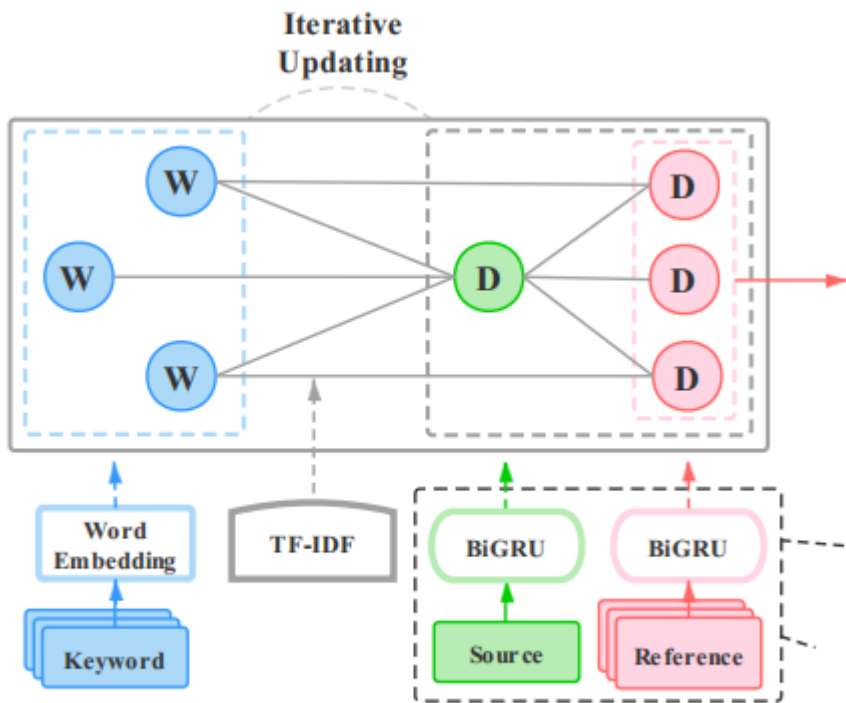 Iterative
Updating
W
D
W
D
D
W
D
Word
Embedding
TF-IDF
BiGRU
BiGRU
Keyword
Source
Reference